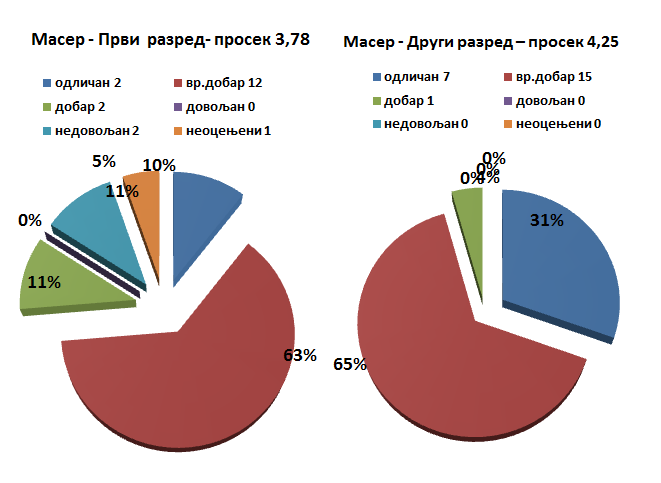 Масер - Први  разред- просек 3,78
одличан 2
вр.добар 12
добар 2
довољан 0
недовољан 2
неоцењени 1
5%
10%
11%
0%
11%
63%
Масер - Други разред – просек 4,25
одличан 7
вр.добар 15
добар 1
довољан 0
недовољан 0
неоцењени 0
0%
0%
0%
4%
31%
65%